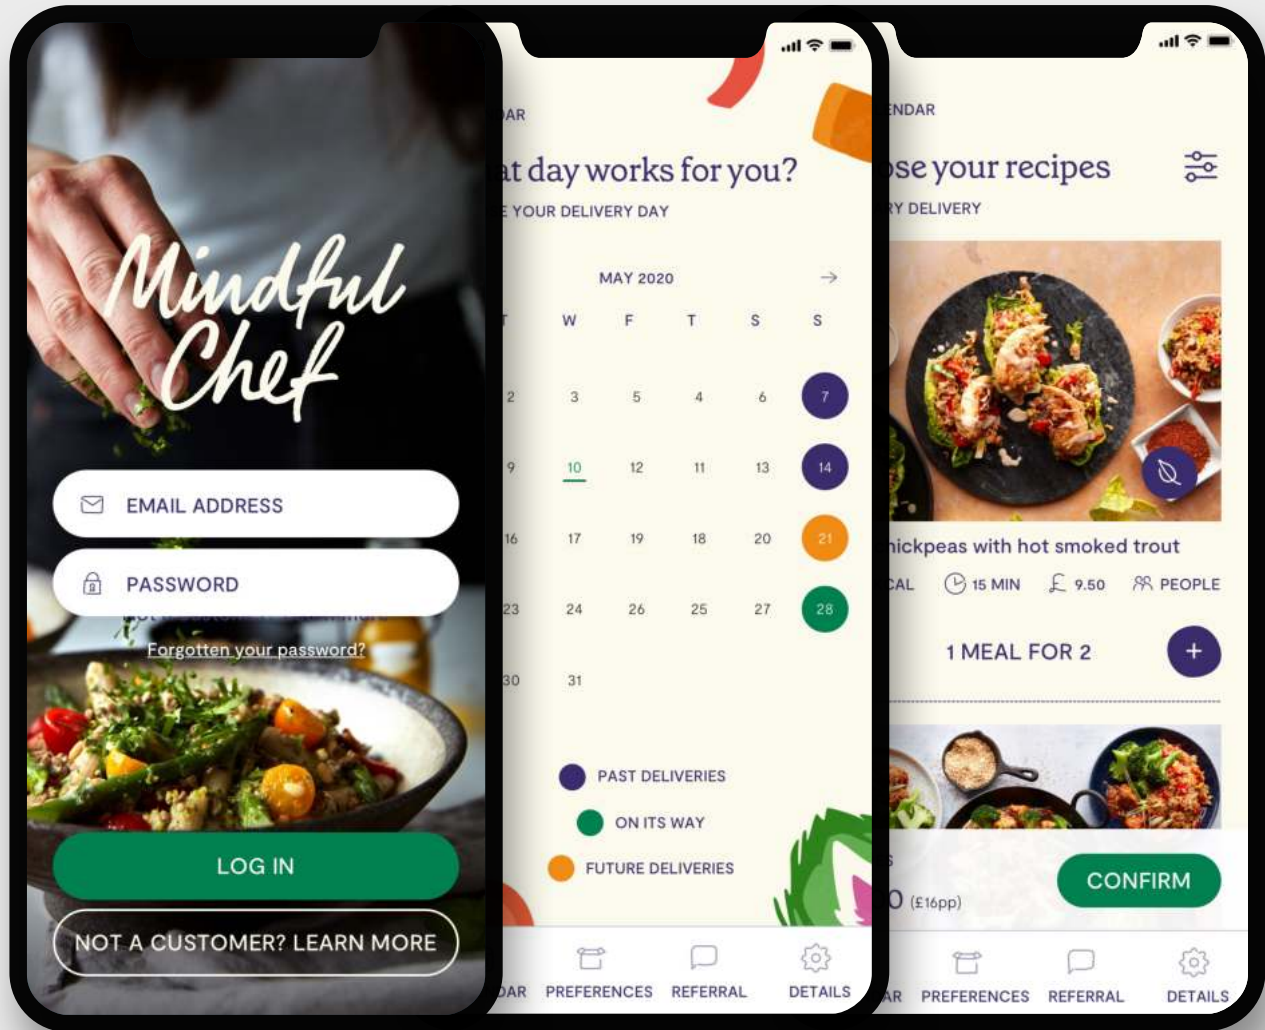 Mindful
Chef
EMAIL ADDRESS
PASSWORD
Forgotten your password?
LOG IN
NOT A CUSTOMER? LEARN MORE
DAR
at day works for you?
E YOUR DELIVERY DAY
MAY 2020 →
T W F T S S
2 3 5 4 6 7
9 10 12 11 13 14
16 17 19 18 20 21
23 24 26 25 27 28
30 31
PAST DELIVERIES
ON ITS WAY
FUTURE DELIVERIES
DAR PREFERENCES REFERRAL DETAILS
ENDAR
ose your recipes
RY DELIVERY
hickpeas with hot smoked trout
CAL 15 MIN £ 9.50 PEOPLE
1 MEAL FOR 2 +
S
0 (£16pp)
CONFIRM
AR PREFERENCES REFERRAL DETAILS